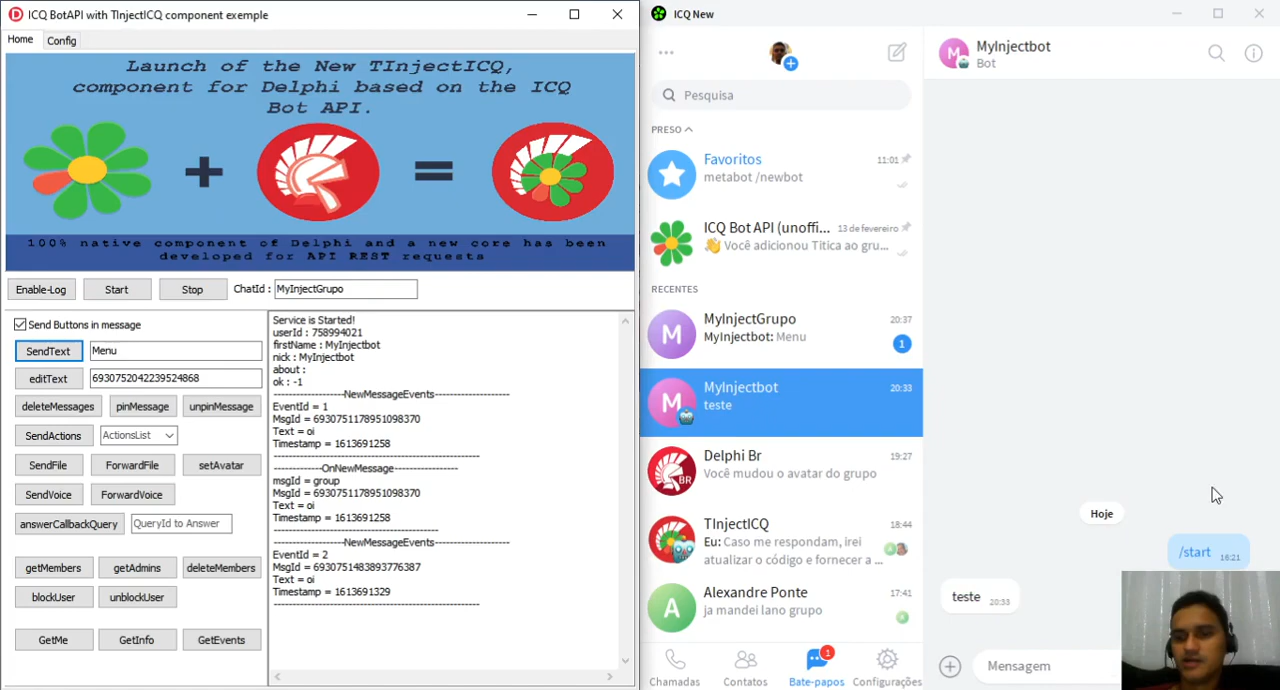 ICQ BotAPI with TInjectICQ component exemple
Home Config
Launch of the New TInjectICQ,
component for Delphi based on the ICQ
Bot API.
100% native component of Delphi and a new core has been
developed for API REST requests
Enable-Log Start Stop ChatId : MyInjectGrupo
Send Buttons in message
SendText Menu
editText 6930752042239524868
deleteMessages pinMessage unpinMessage
SendActions ActionsList
SendFile ForwardFile setAvatar
SendVoice ForwardVoice
answerCallbackQuery QueryId to Answer
getMembers getAdmins deleteMembers
blockUser unblockUser
GetMe GetInfo GetEvents
Service is Started!
userId : 758994021
firstName : MyInjectbot
nick : MyInjectbot
about :
ok : -1
--------------------NewMessageEvents--------------------
EventId = 1
MsgId = 6930751178951098370
Text = oi
Timestamp = 1613691258
-----------------------------------------------------------
--------------OnNewMessage------------------
msgId = group
MsgId = 6930751178951098370
Text = oi
Timestamp = 1613691258
-----------------------------------------------
--------------------NewMessageEvents--------------------
EventId = 2
MsgId = 6930751483893776387
Text = oi
Timestamp = 1613691329
-----------------------------------------------------------
ICQ New
Pesquisa
PRESO
Favoritos 11:01
metabot /newbot
ICQ Bot API (unoffi... 13 de fevereiro
👋 Você adicionou Titica ao gru...
RECENTES
MyInjectGrupo 20:37
MyInjectbot: Menu 1
MyInjectbot 20:33
teste
Delphi Br 19:27
Você mudou o avatar do grupo
BR
TInjectICQ 18:44
Eu: Caso me respondam, irei
atualizar o código e fornecer a ...
Alexandre Ponte 17:41
ja mandei lano grupo
1
Chamadas Contatos Bate-papos Configurações
MyInjectbot
Bot
Hoje
/start 16:21
teste 20:33
Mensagem
M
M
M
A